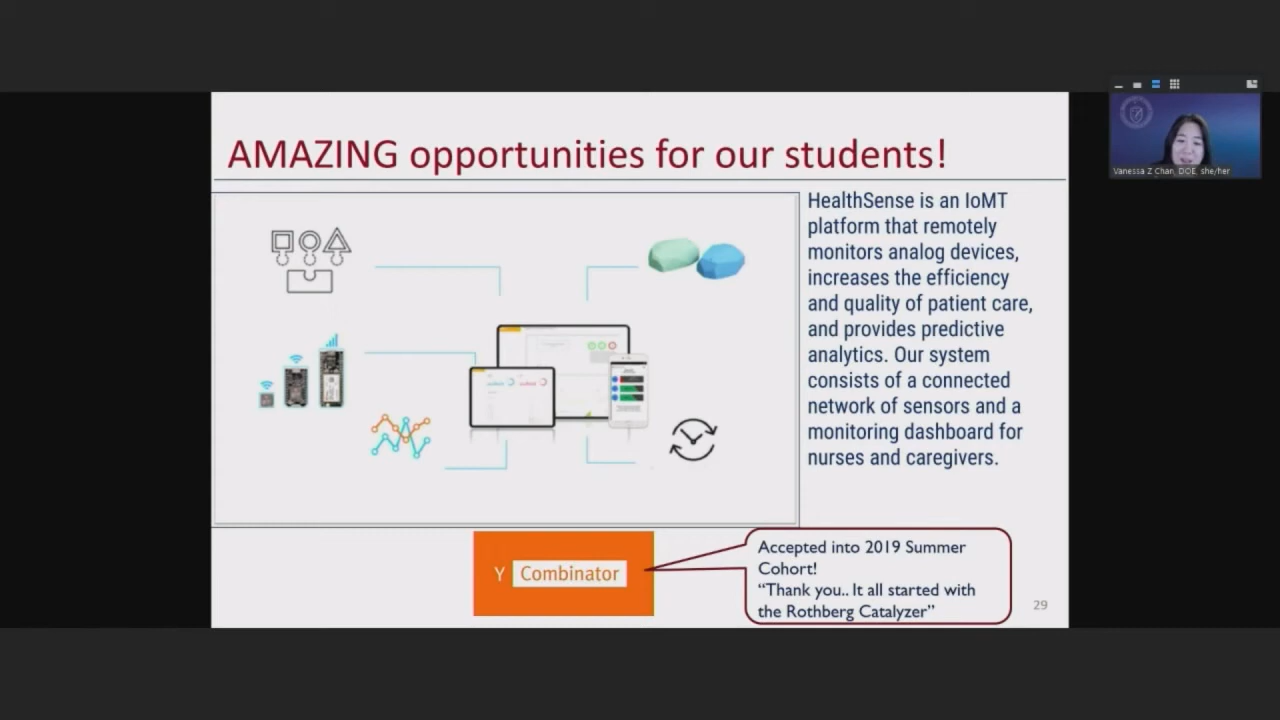 AMAZING opportunities for our students!
HealthSense is an IoMT
platform that remotely
monitors analog devices,
increases the efficiency
and quality of patient care,
and provides predictive
analytics. Our system
consists of a connected
network of sensors and a
monitoring dashboard for
nurses and caregivers.
Y Combinator
Accepted into 2019 Summer
Cohort!
“Thank you.. It all started with
the Rothberg Catalyzer”
29
Vanessa Z Chan, DOE, she/her